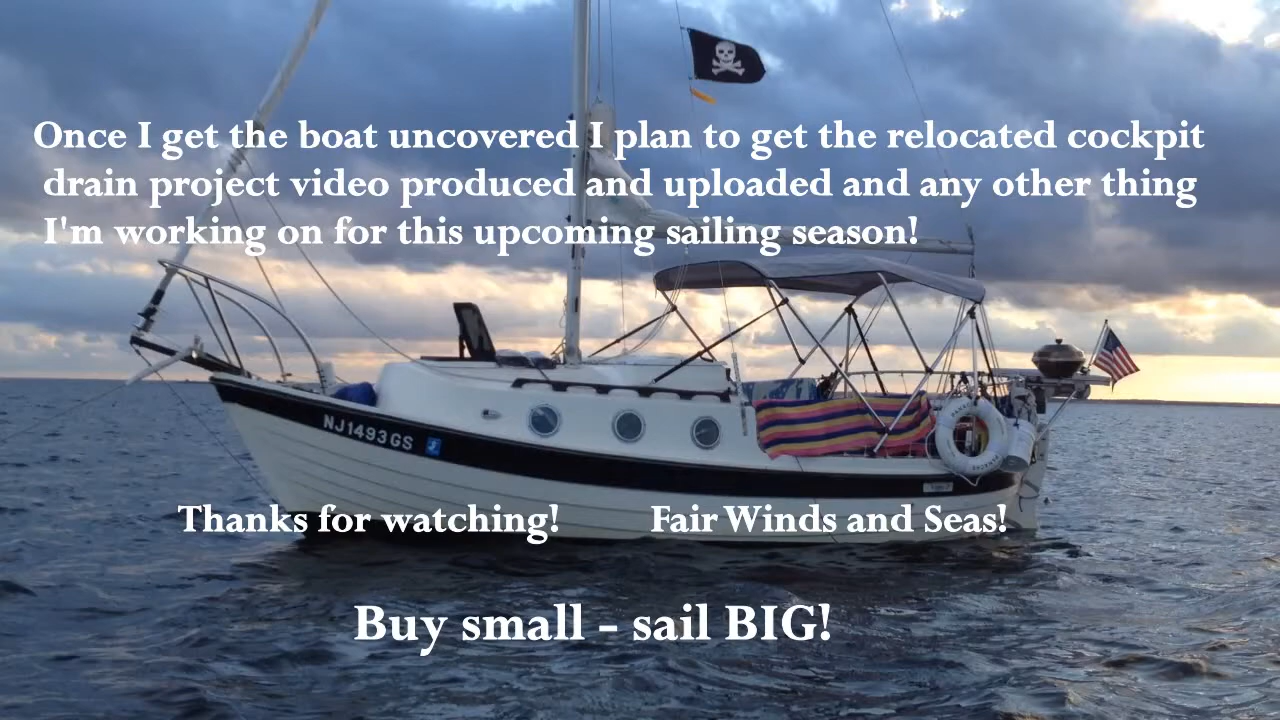 Once I get the boat uncovered I plan to get the relocated cockpit
drain project video produced and uploaded and any other thing
I'm working on for this upcoming sailing season!
NJ1493GS
Thanks for watching! Fair Winds and Seas!
Buy small - sail BIG!